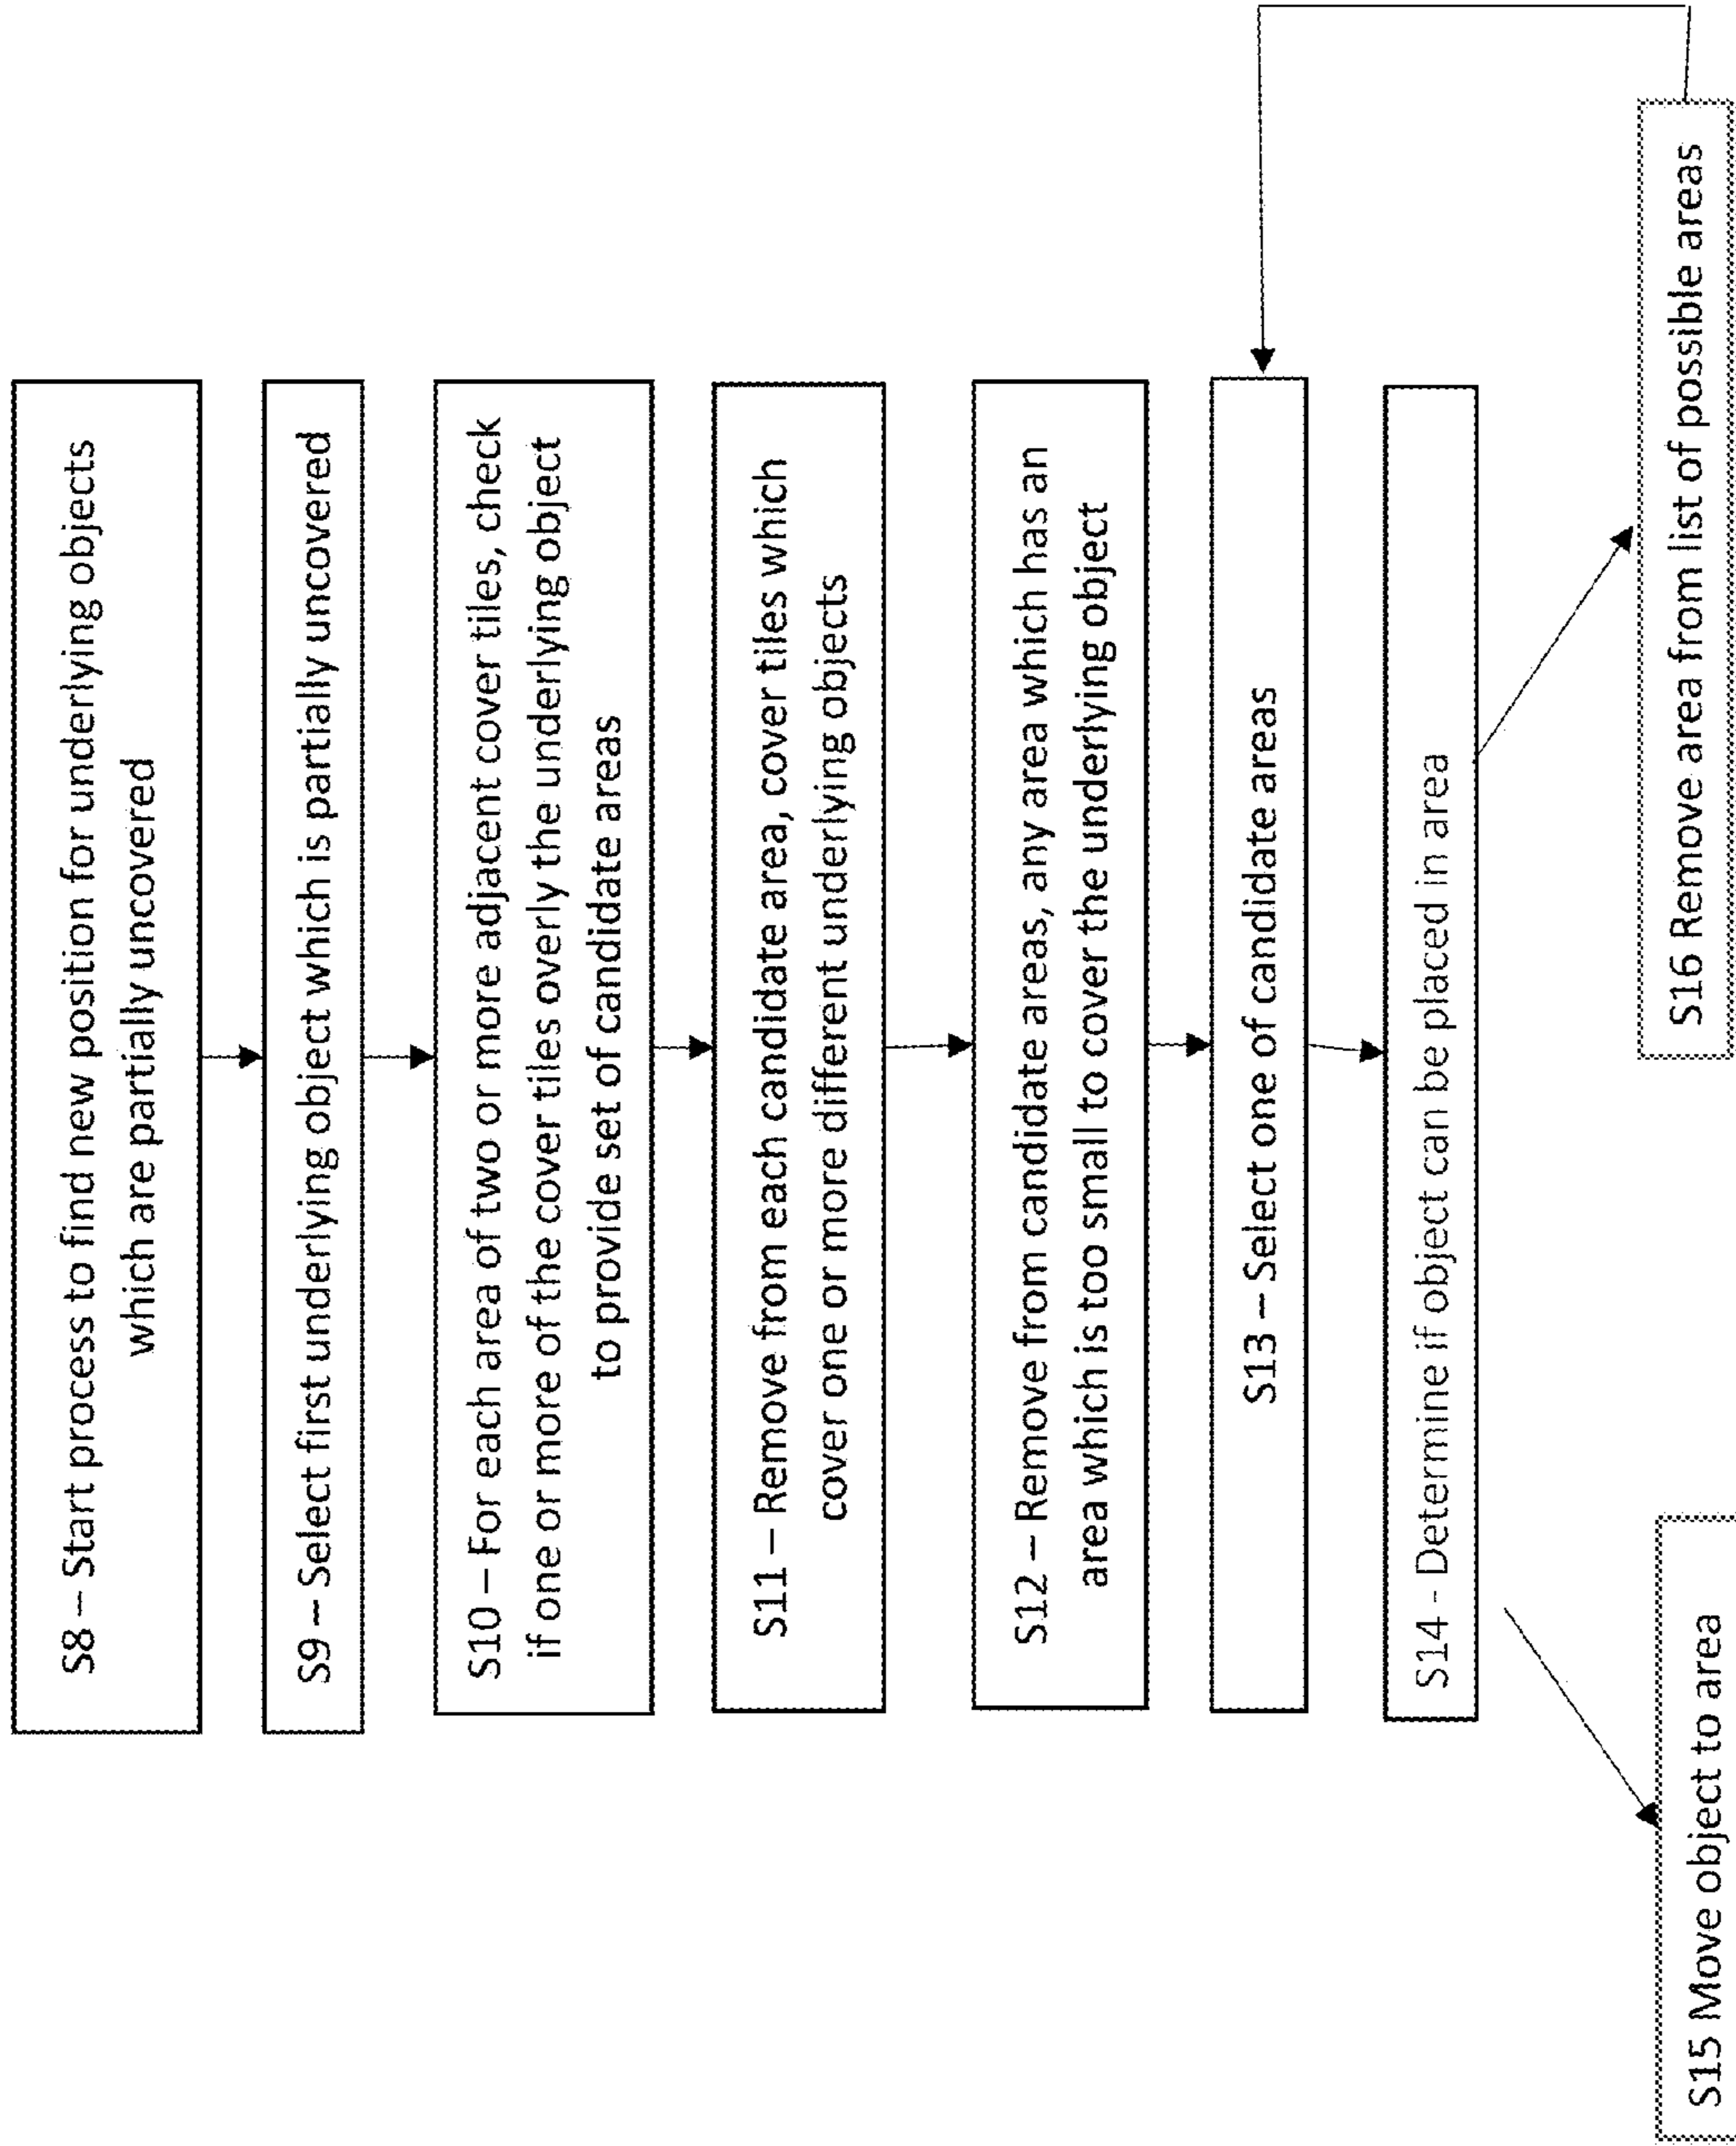 S8 – Start process to find new position for underlying objects
which are partially uncovered
S9 – Select first underlying object which is partially uncovered
S10 – For each area of two or more adjacent cover tiles, check
if one or more of the cover tiles overly the underlying object
to provide set of candidate areas
S11 – Remove from each candidate area, cover tiles which
cover one or more different underlying objects
S12 – Remove from candidate areas, any area which has an
area which is too small to cover the underlying object
S13 – Select one of candidate areas
S14 - Determine if object can be placed in area
S15 Move object to area
S16 Remove area from list of possible areas